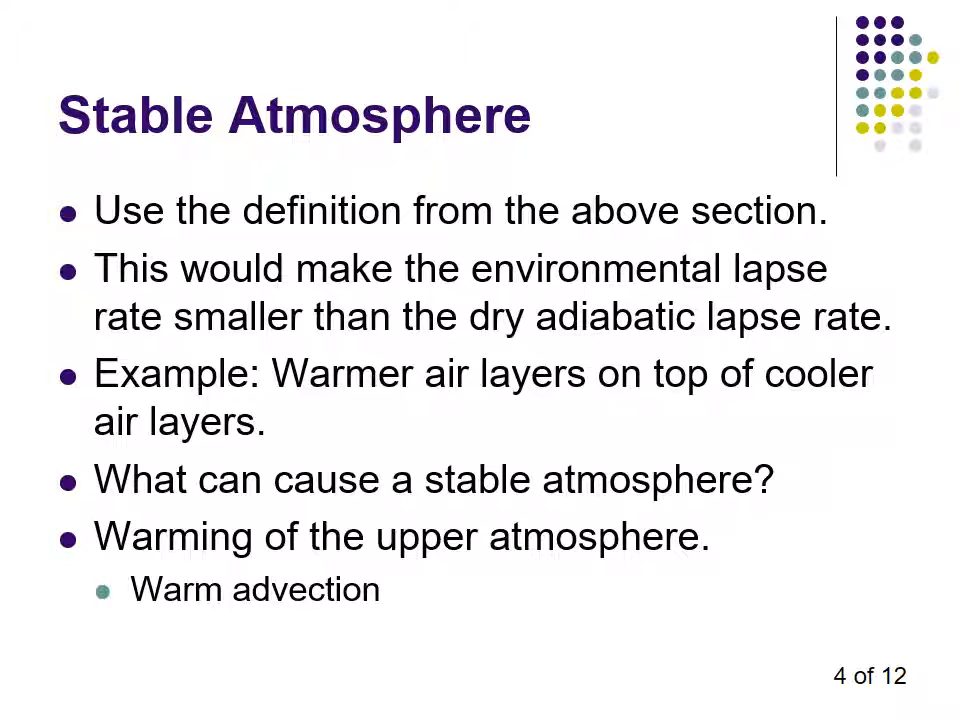 Stable Atmosphere
Use the definition from the above section.
This would make the environmental lapse
rate smaller than the dry adiabatic lapse rate.
Example: Warmer air layers on top of cooler
air layers.
What can cause a stable atmosphere?
Warming of the upper atmosphere.
Warm advection
4 of 12